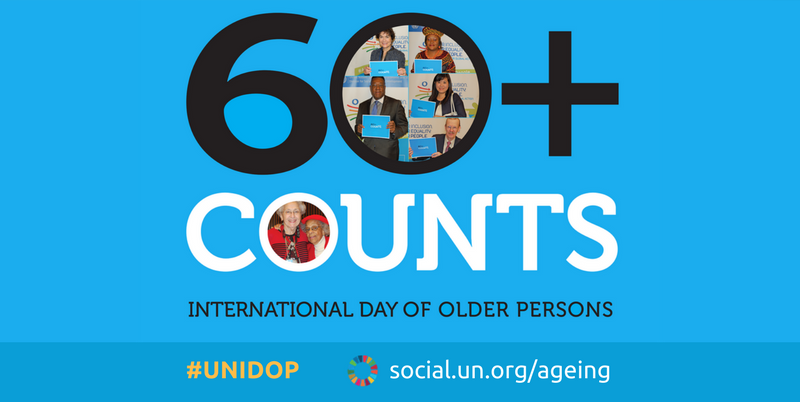 60+
COUNTS
INTERNATIONAL DAY OF OLDER PERSONS
#UNIDOP social.un.org/ageing